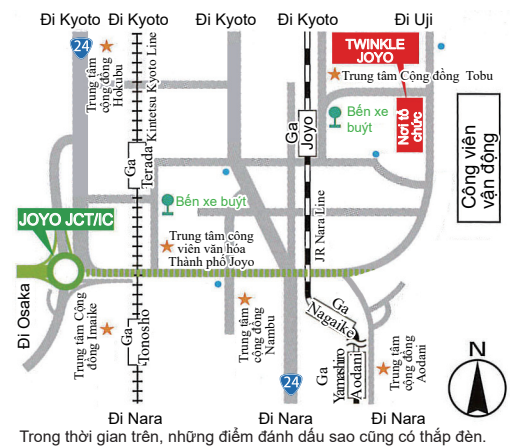 Đi Kyoto
Đi Kyoto
Đi Kyoto
Đi Kyoto
Đi Uji
24
Trung tâm
cộng đồng
Hokubu
Kintetsu Kyoto Line
TWINKLE
JOYO
Trung tâm Cộng đồng Tobu
Nơi tổ
chức
Bến xe
buýt
Ga
Joyo
Công viên
vận động
Ga
Terada
Bến xe buýt
JOYO JCT/IC
Trung tâm công
viên văn hóa
Thành phố Joyo
JR Nara Line
Đi Osaka
Trung tâm Cộng
đồng Imaike
Ga
Tonosho
Trung tâm
cộng đồng
Nambu
Ga
Nagaike
Ga
Yamashiro
Aodani
Trung tâm
cộng đồng
Aodani
24
N
Đi Nara
Đi Nara
Đi Nara
Trong thời gian trên, những điểm đánh dấu sao cũng có thắp đèn.